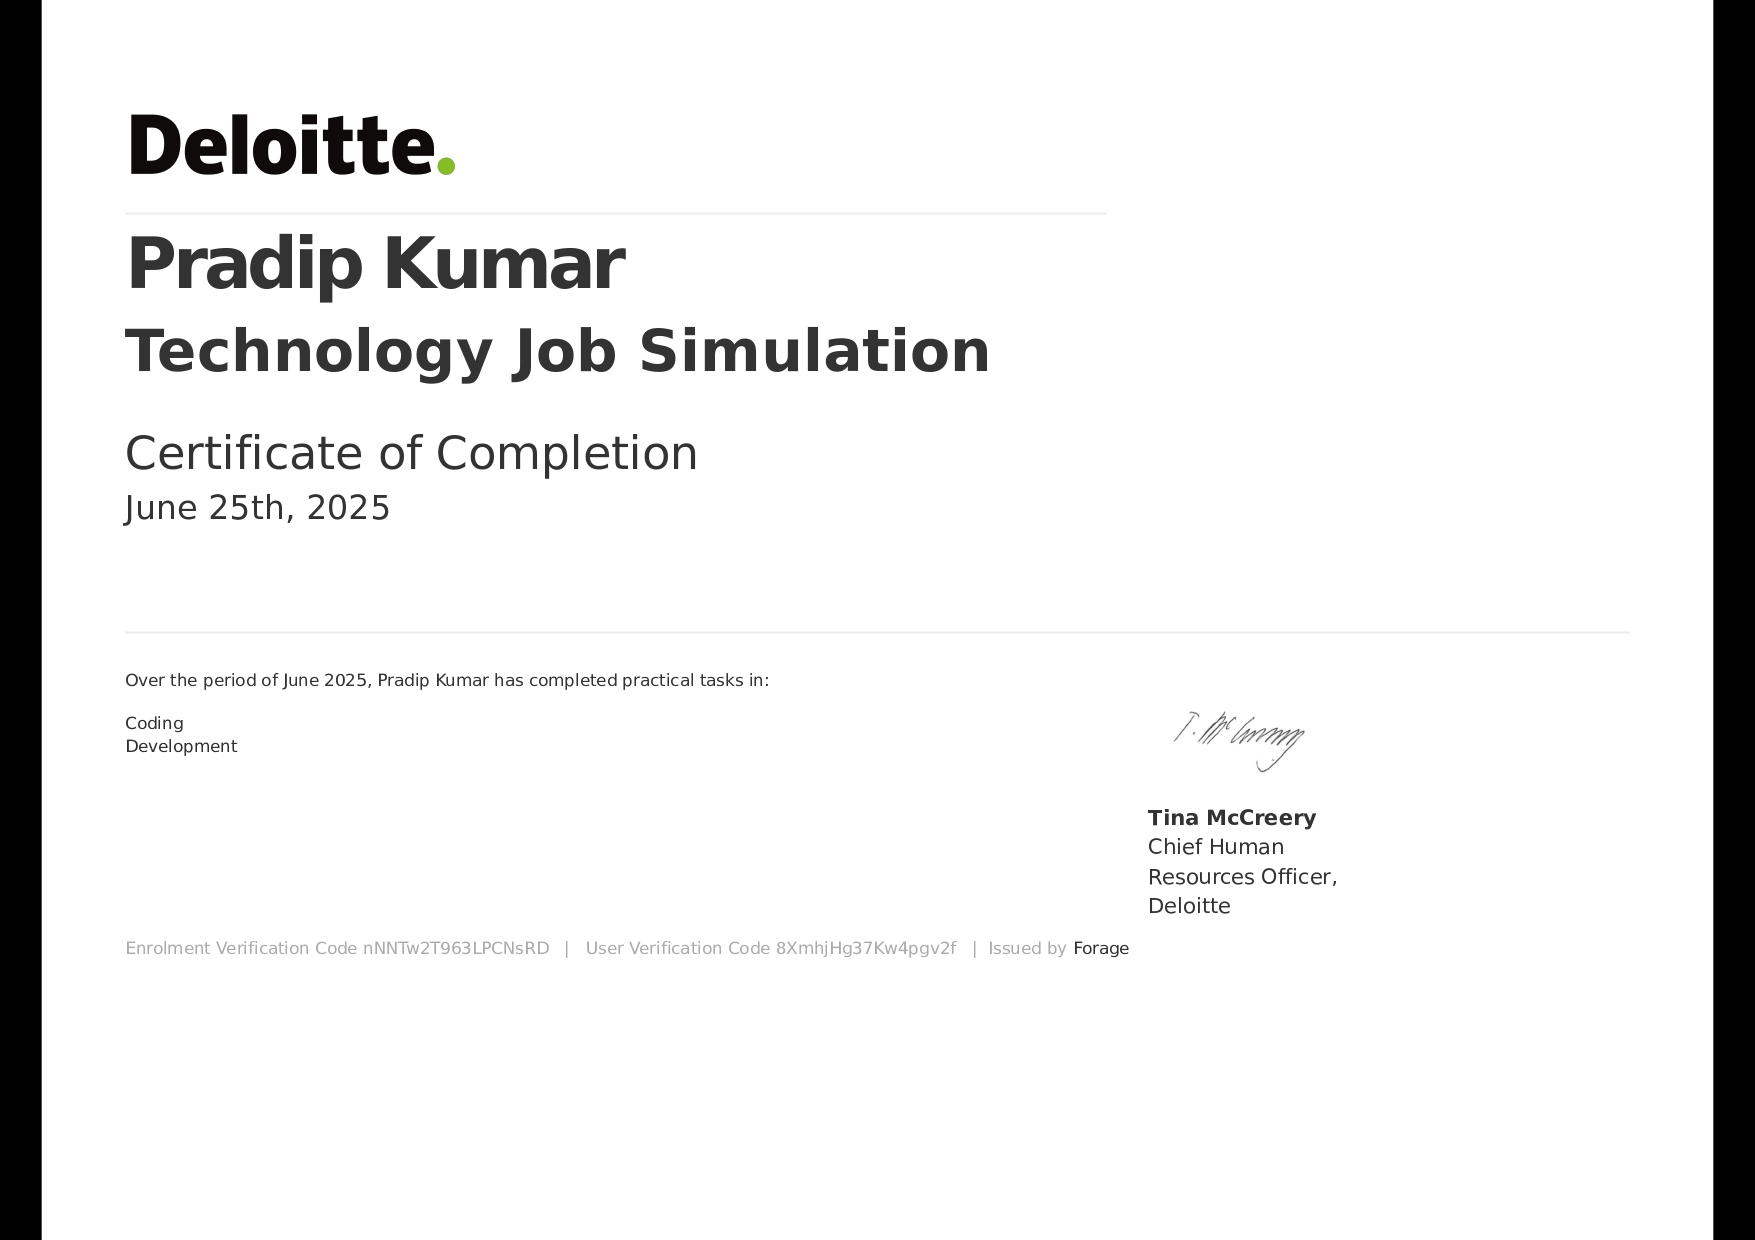 Deloitte.
Pradip Kumar
Technology Job Simulation
Certificate of Completion
June 25th, 2025
Over the period of June 2025, Pradip Kumar has completed practical tasks in:
Coding
Development
T. McCreery
Tina McCreery
Chief Human
Resources Officer,
Deloitte
Enrolment Verification Code nNNTw2T963LPCNsRD | User Verification Code 8XmhjHg37Kw4pgv2f | Issued by Forage